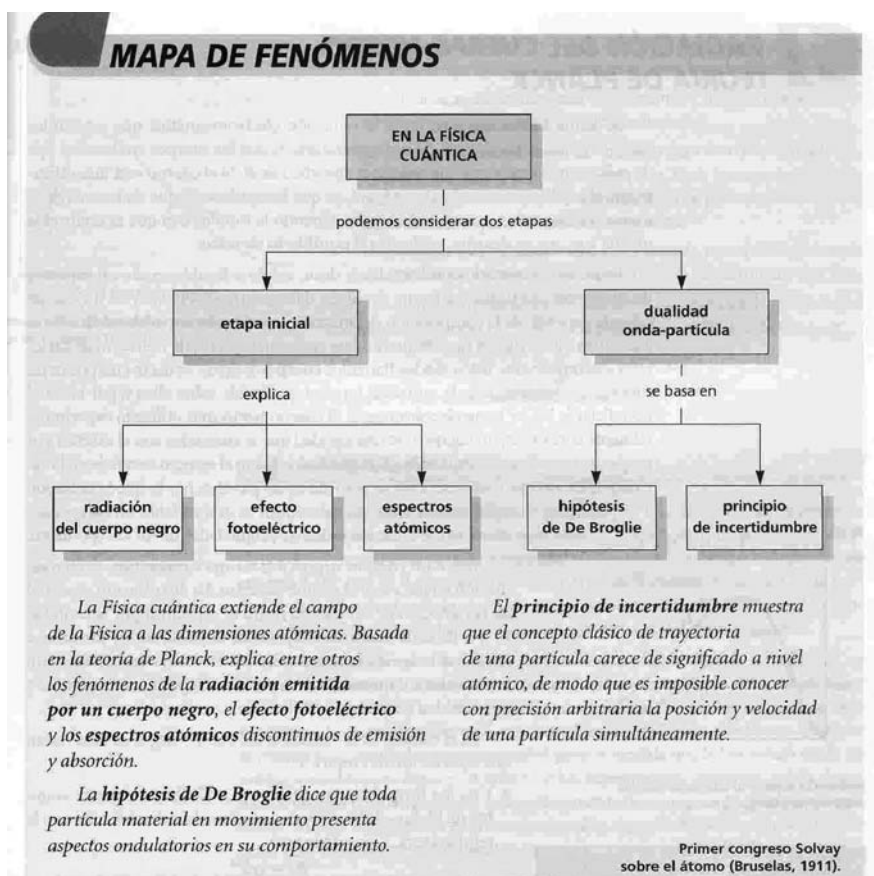 MAPA DE FENÓMENOS
EN LA FÍSICA
CUÁNTICA
podemos considerar dos etapas
etapa inicial
dualidad
onda-partícula
explica
se basa en
radiación
del cuerpo negro
efecto
fotoeléctrico
espectros
atómicos
hipótesis
de De Broglie
principio
de incertidumbre
La Física cuántica extiende el campo
de la Física a las dimensiones atómicas. Basada
en la teoría de Planck, explica entre otros
los fenómenos de la radiación emitida
por un cuerpo negro, el efecto fotoeléctrico
y los espectros atómicos discontinuos de emisión
y absorción.
La hipótesis de De Broglie dice que toda
partícula material en movimiento presenta
aspectos ondulatorios en su comportamiento.
El principio de incertidumbre muestra
que el concepto clásico de trayectoria
de una partícula carece de significado a nivel
atómico, de modo que es imposible conocer
con precisión arbitraria la posición y velocidad
de una partícula simultáneamente.
Primer congreso Solvay
sobre el átomo (Bruselas, 1911).